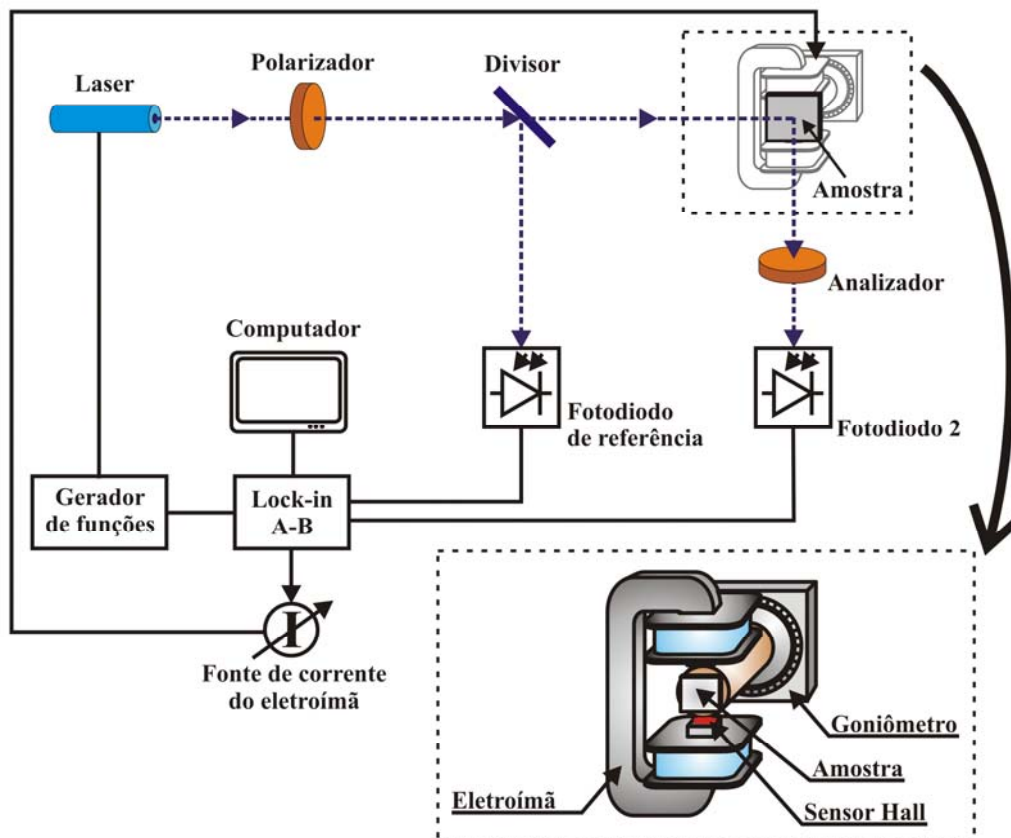 Laser
Polarizador
Divisor
Amostra
Analizador
Computador
Fotodiodo
de referência
Fotodiodo 2
Gerador
de funções
Lock-in
A-B
I
Fonte de corrente
do eletroímã
Goniômetro
Amostra
Eletroímã
Sensor Hall